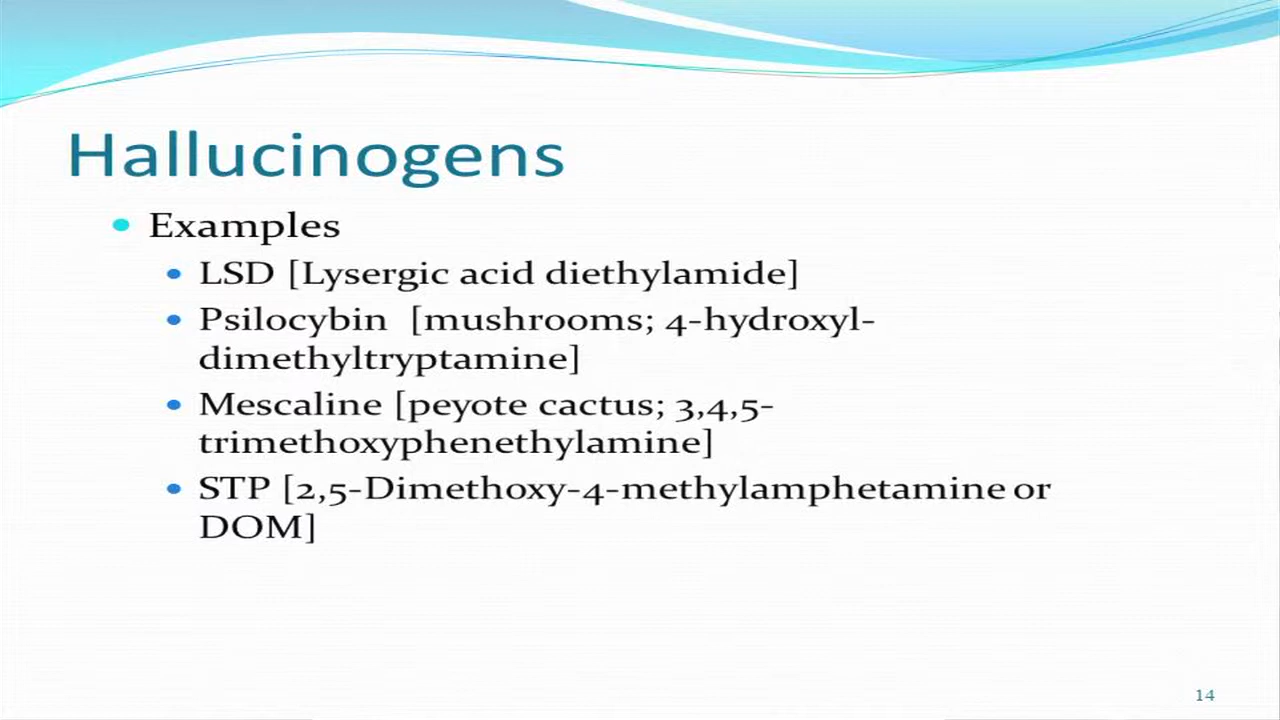 Hallucinogens
• Examples
• LSD [Lysergic acid diethylamide]
• Psilocybin [mushrooms; 4-hydroxyl-
dimethyltryptamine]
• Mescaline [peyote cactus; 3,4,5-
trimethoxyphenethylamine]
• STP [2,5-Dimethoxy-4-methylamphetamine or
DOM]
14